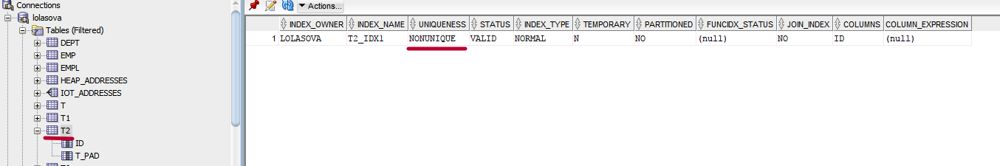 Connections
lolasova
Tables (Filtered)
DEPT
EMP
EMPL
HEAP_ADDRESSES
IOT_ADDRESSES
T
T1
T2
ID
T_PAD
Actions...
INDEX_OWNER INDEX_NAME UNIQUENESS STATUS INDEX_TYPE TEMPORARY PARTITIONED FUNCIDX_STATUS JOIN_INDEX COLUMNS COLUMN_EXPRESSION
1 LOLASOVA T2_IDX1 NONUNIQUE VALID NORMAL N NO (null) NO ID (null)